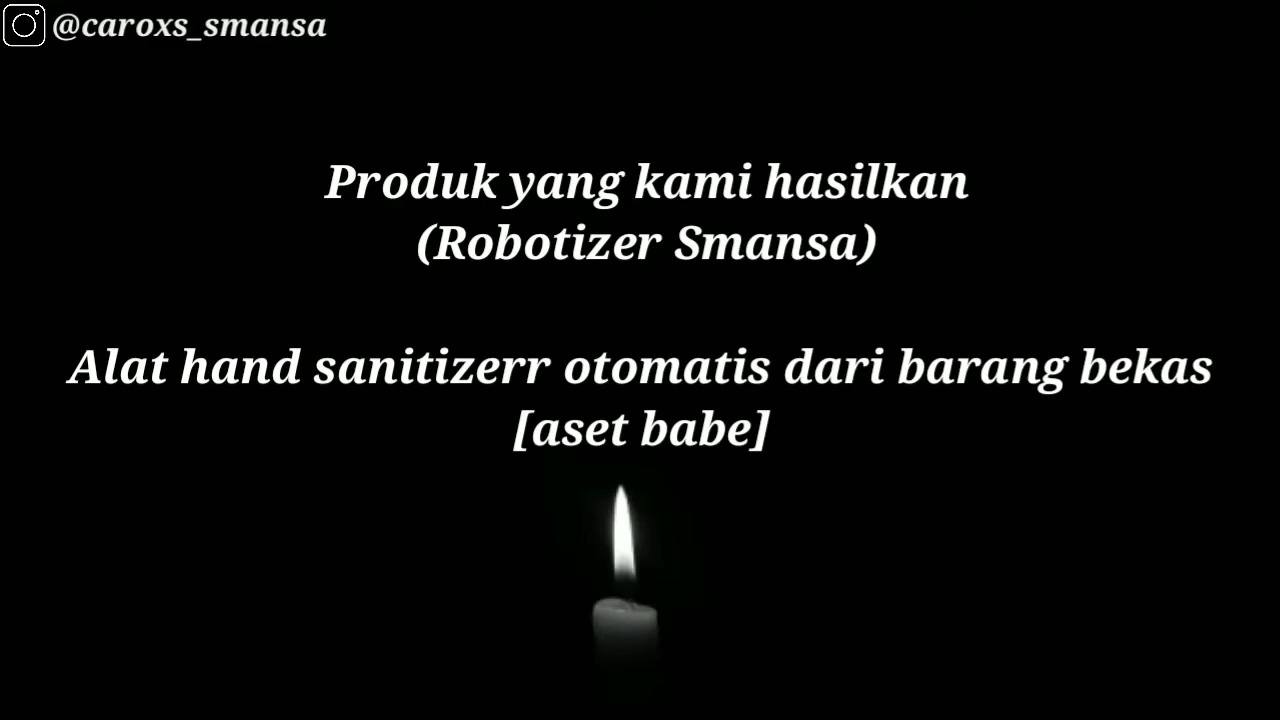 @caroxs_smansa
Produk yang kami hasilkan
(Robotizer Smansa)
Alat hand sanitizerr otomatis dari barang bekas
[aset babe]